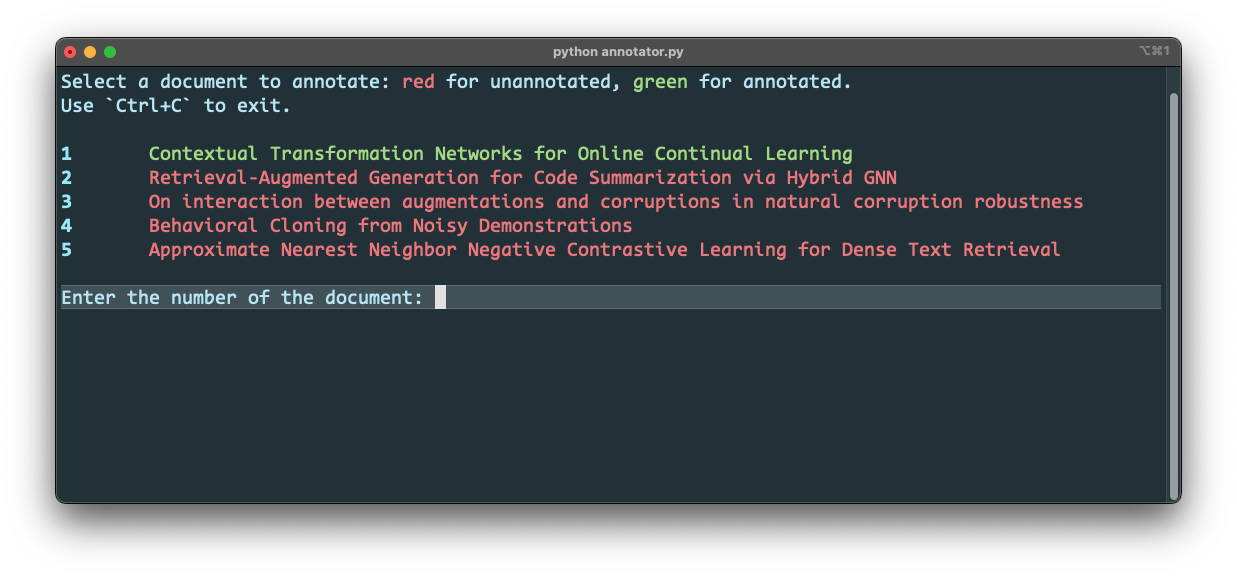 python annotator.py ⌥⌘1
Select a document to annotate: red for unannotated, green for annotated.
Use `Ctrl+C` to exit.
1 Contextual Transformation Networks for Online Continual Learning
2 Retrieval-Augmented Generation for Code Summarization via Hybrid GNN
3 On interaction between augmentations and corruptions in natural corruption robustness
4 Behavioral Cloning from Noisy Demonstrations
5 Approximate Nearest Neighbor Negative Contrastive Learning for Dense Text Retrieval
Enter the number of the document: